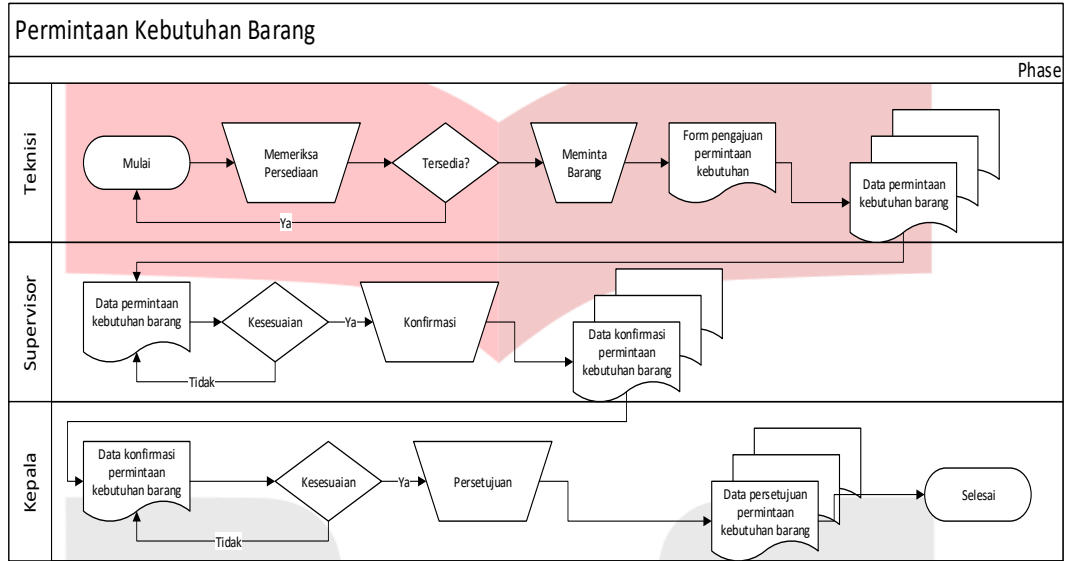 Permintaan Kebutuhan Barang
Phase
Teknisi
Mulai
Memeriksa
Persediaan
Tersedia?
Meminta
Barang
Form pengajuan
permintaan
kebutuhan
Data permintaan
kebutuhan barang
Ya
Supervisor
Data permintaan
kebutuhan barang
Kesesuaian
Ya
Konfirmasi
Data konfirmasi
permintaan
kebutuhan barang
Tidak
Kepala
Data konfirmasi
permintaan
kebutuhan barang
Kesesuaian
Ya
Persetujuan
Data persetujuan
permintaan
kebutuhan barang
Selesai
Tidak